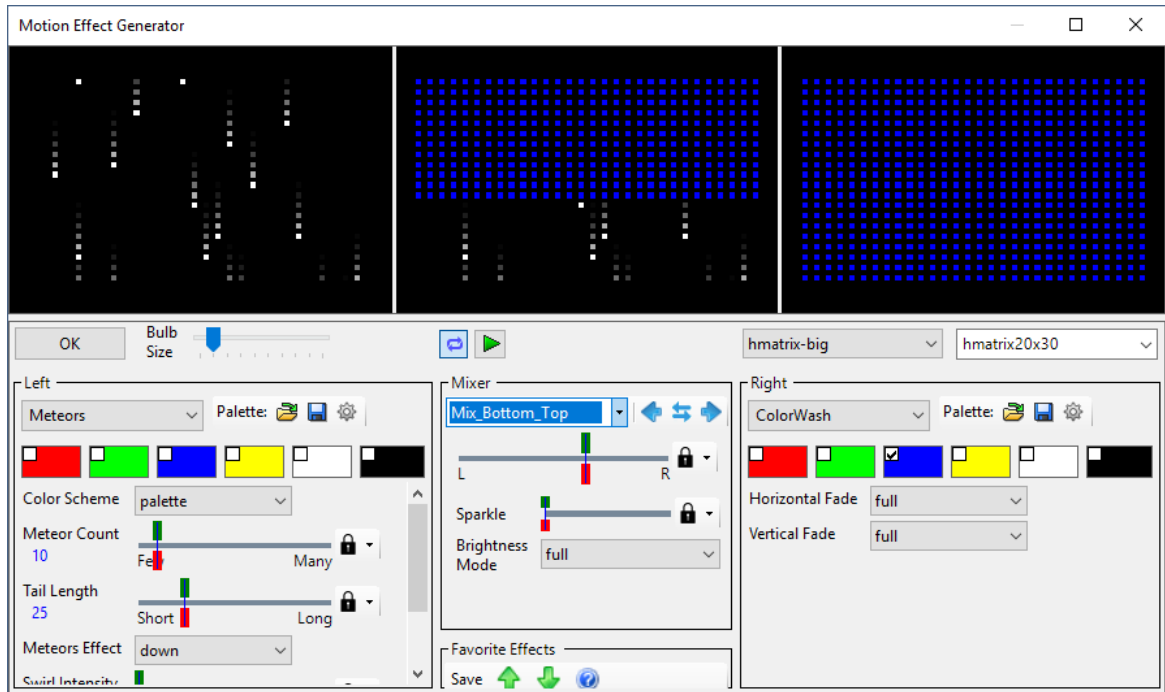 Motion Effect Generator
OK
Bulb Size
hmatrix-big
hmatrix20x30
Left
Meteors
Palette:
Color Scheme
palette
Meteor Count
10
Few
Many
Tail Length
25
Short
Long
Meteors Effect
down
Swirl Intensity
Mixer
Mix_Bottom_Top
L
R
Sparkle
Brightness
Mode
full
Favorite Effects
Save
Right
ColorWash
Palette:
Horizontal Fade
full
Vertical Fade
full